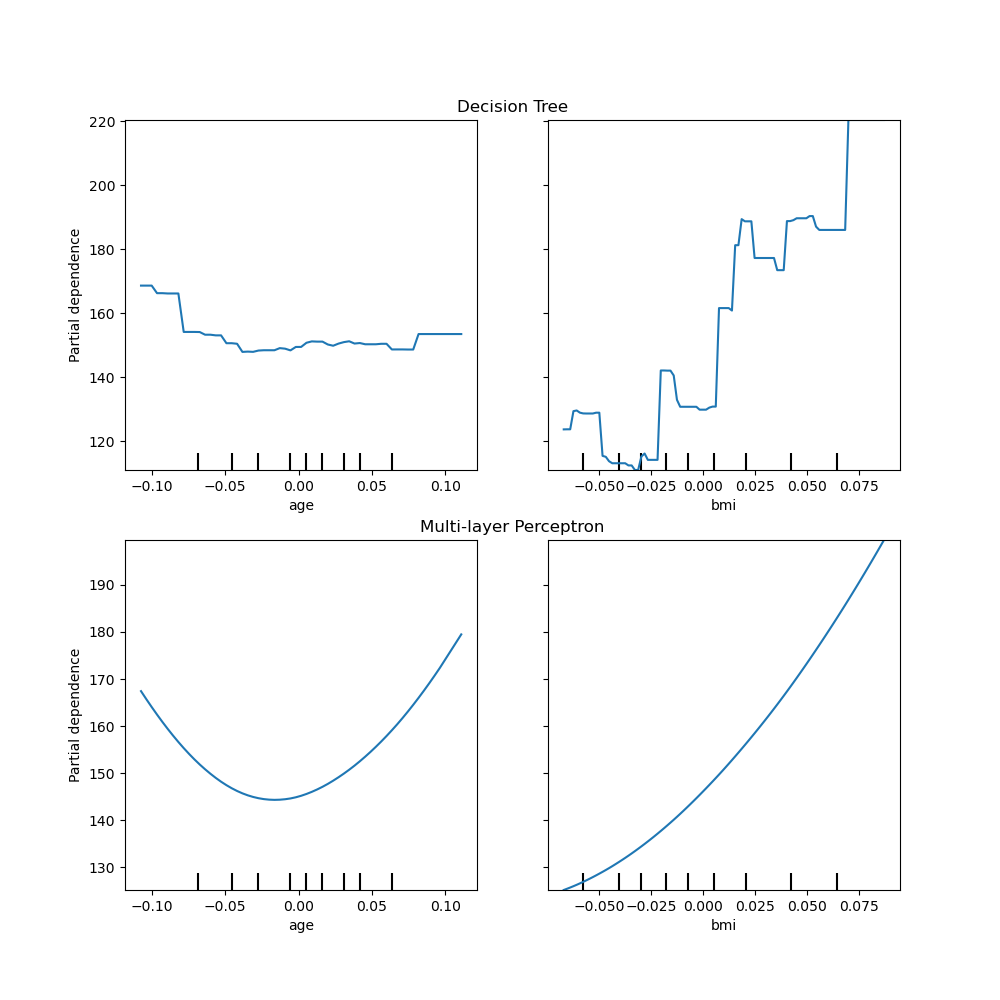 Decision Tree
220
200
180
160
140
120
Partial dependence
−0.10 −0.05 0.00 0.05 0.10
age
−0.050 −0.025 0.000 0.025 0.050 0.075
bmi
Multi-layer Perceptron
190
180
170
160
150
140
130
Partial dependence
−0.10 −0.05 0.00 0.05 0.10
age
−0.050 −0.025 0.000 0.025 0.050 0.075
bmi